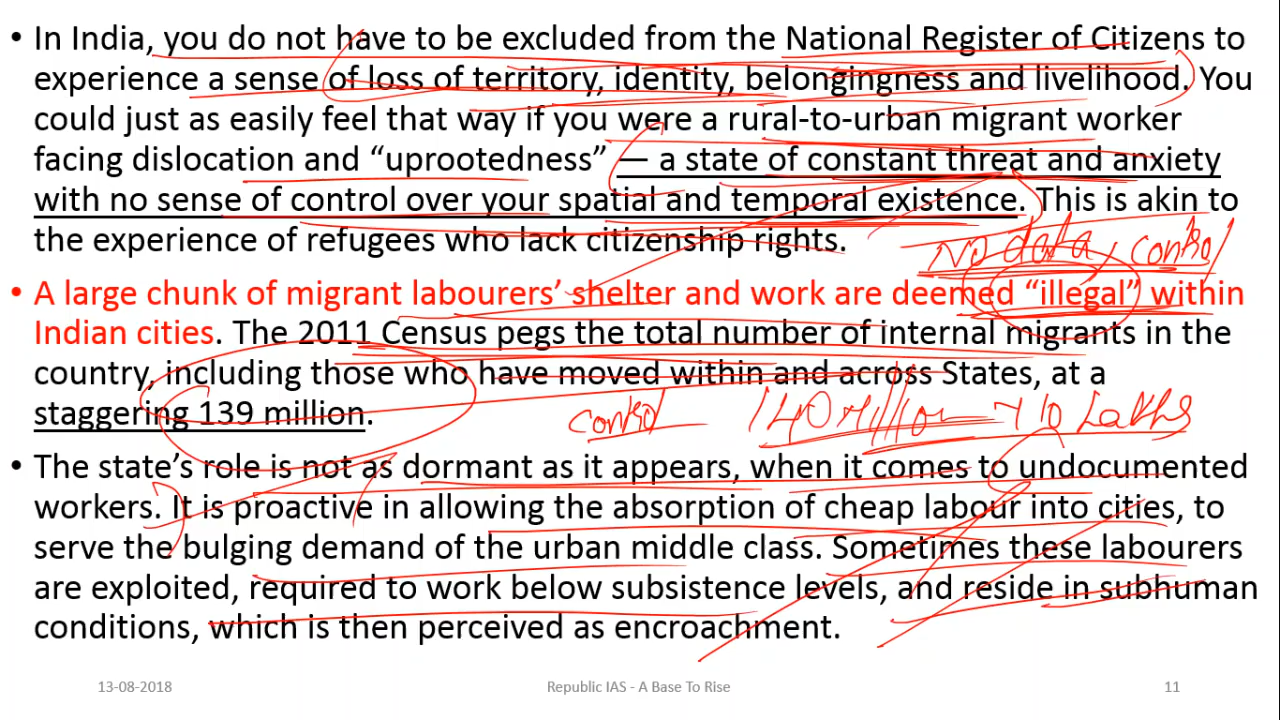 • In India, you do not have to be excluded from the National Register of Citizens to
experience a sense of loss of territory, identity, belongingness and livelihood. You
could just as easily feel that way if you were a rural-to-urban migrant worker
facing dislocation and “uprootedness” — a state of constant threat and anxiety
with no sense of control over your spatial and temporal existence. This is akin to
the experience of refugees who lack citizenship rights.
No data, control
• A large chunk of migrant labourers’ shelter and work are deemed “illegal” within
Indian cities. The 2011 Census pegs the total number of internal migrants in the
country, including those who have moved within and across States, at a
staggering 139 million.
control 140 million 10 Lakhs
• The state’s role is not as dormant as it appears, when it comes to undocumented
workers. It is proactive in allowing the absorption of cheap labour into cities, to
serve the bulging demand of the urban middle class. Sometimes these labourers
are exploited, required to work below subsistence levels, and reside in subhuman
conditions, which is then perceived as encroachment.
13-08-2018 Republic IAS - A Base To Rise 11